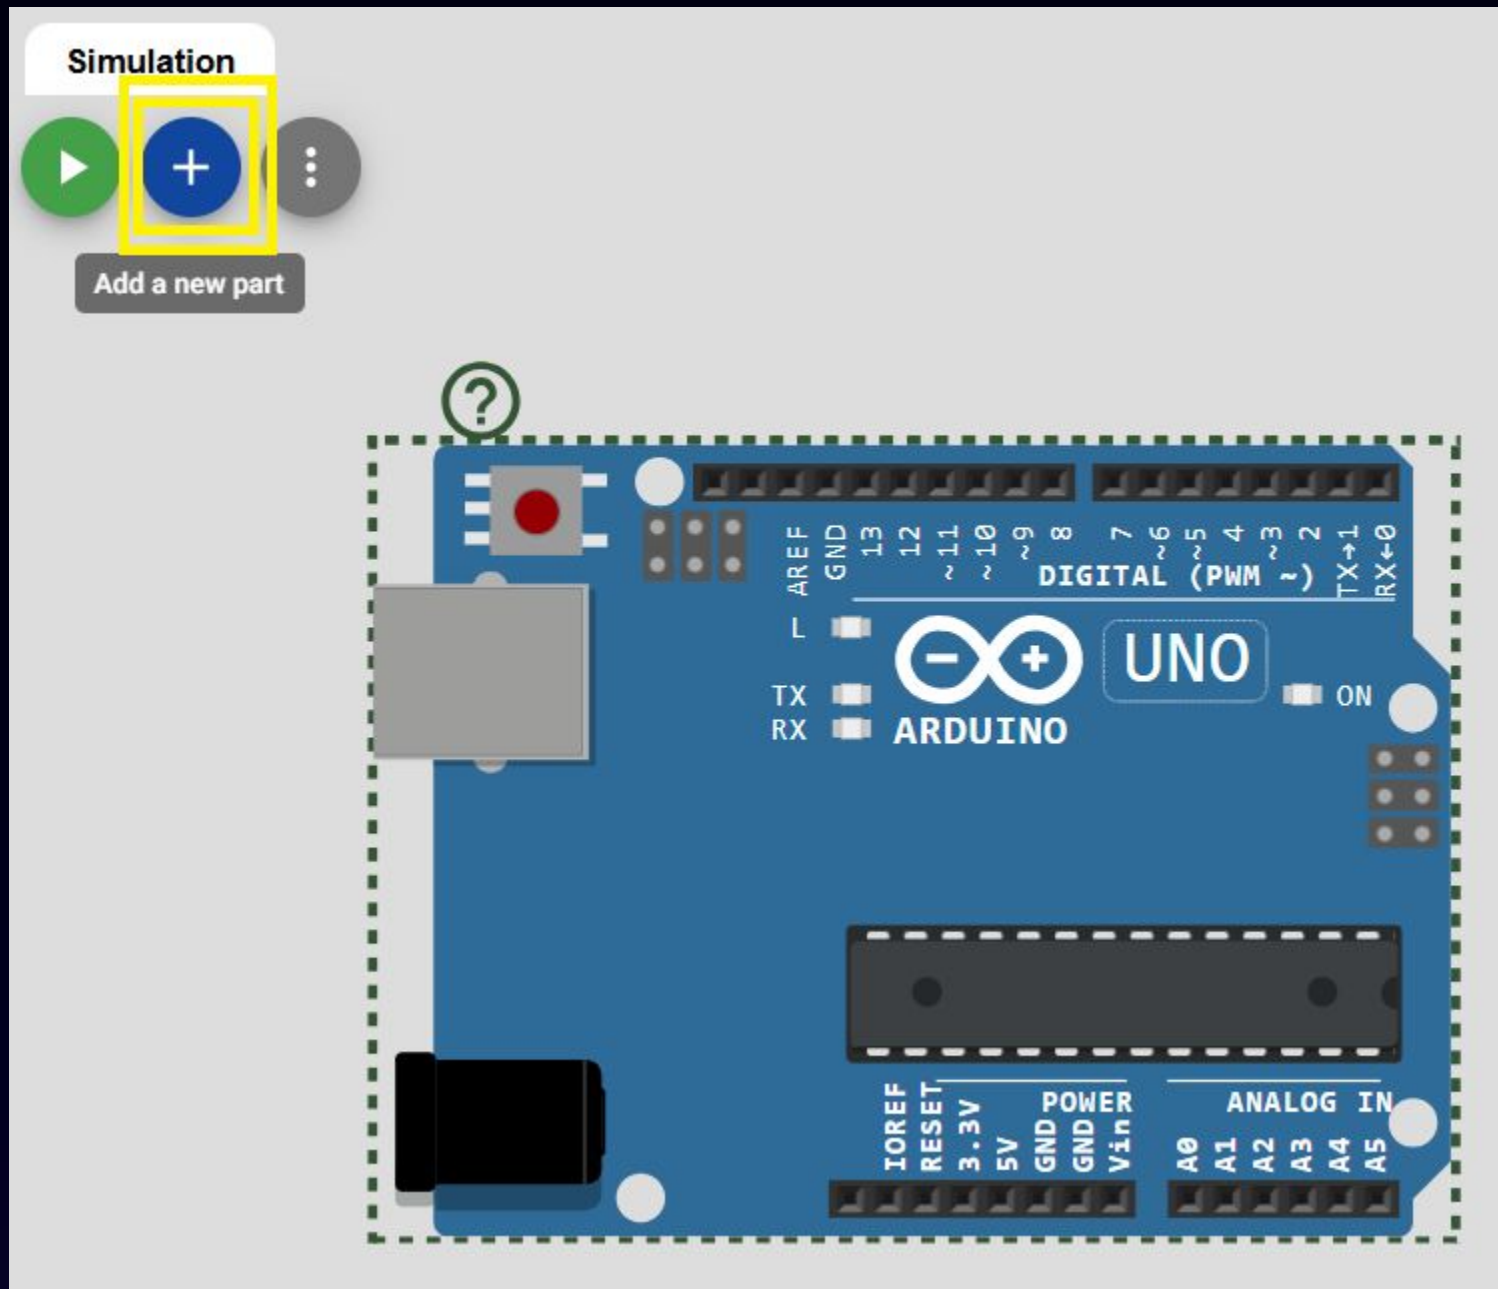 Simulation
Add a new part
?
AREF
GND
13
12
~11
~10
~9
8
7
~6
~5
4
~3
2
TX→1
RX←0
DIGITAL (PWM ~)
L
UNO
TX
ON
RX
ARDUINO
IOREF
RESET
3.3V
5V
GND
GND
Vin
POWER
ANALOG IN
A0
A1
A2
A3
A4
A5